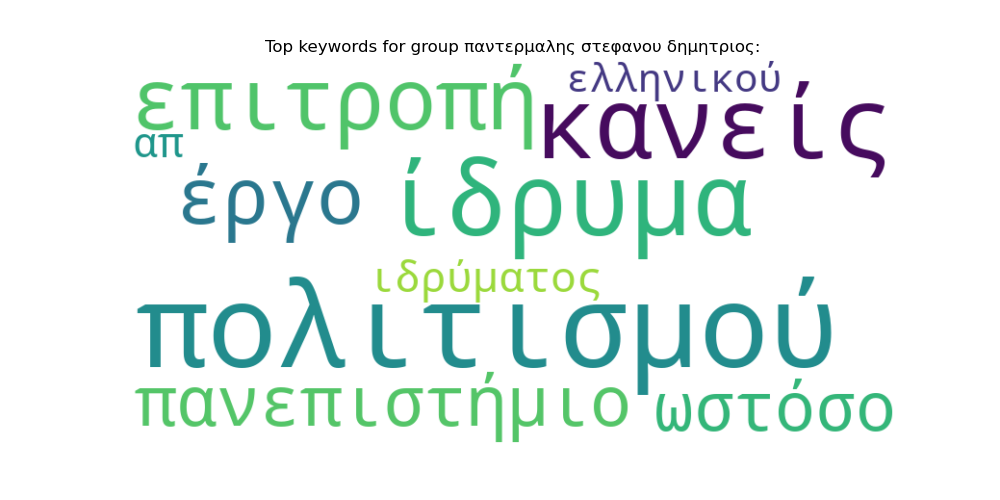 Top keywords for group παντερμαλης στεφανου δημητριος:
επιτροπή
ελληνικού
κανείς
απ
έργο
ίδρυμα
ιδρύματος
πολιτισμού
πανεπιστήμιο
ωστόσο